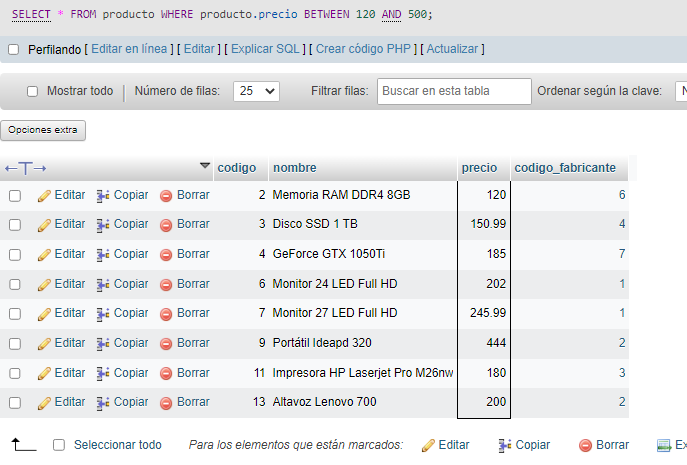 SELECT * FROM producto WHERE producto.precio BETWEEN 120 AND 500;
Perfilando [ Editar en línea ] [ Editar ] [ Explicar SQL ] [ Crear código PHP ] [ Actualizar ]
Mostrar todo Número de filas: 25 Filtrar filas: Buscar en esta tabla Ordenar según la clave: N
Opciones extra
←T→ codigo nombre precio codigo_fabricante
Editar Copiar Borrar 2 Memoria RAM DDR4 8GB 120 6
Editar Copiar Borrar 3 Disco SSD 1 TB 150.99 4
Editar Copiar Borrar 4 GeForce GTX 1050Ti 185 7
Editar Copiar Borrar 6 Monitor 24 LED Full HD 202 1
Editar Copiar Borrar 7 Monitor 27 LED Full HD 245.99 1
Editar Copiar Borrar 9 Portátil Ideapd 320 444 2
Editar Copiar Borrar 11 Impresora HP Laserjet Pro M26nw 180 3
Editar Copiar Borrar 13 Altavoz Lenovo 700 200 2
Seleccionar todo Para los elementos que están marcados: Editar Copiar Borrar Ex